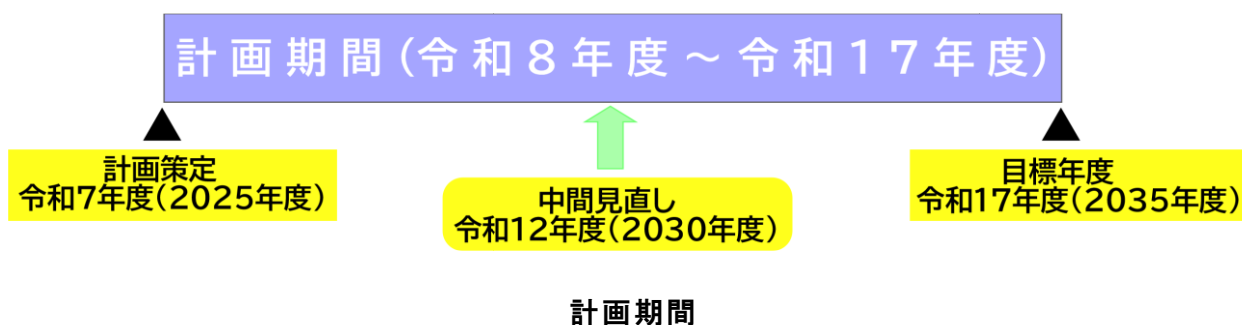 計画期間(令和8年度～令和17年度)
計画策定
令和7年度(2025年度)
中間見直し
令和12年度(2030年度)
目標年度
令和17年度(2035年度)
計画期間